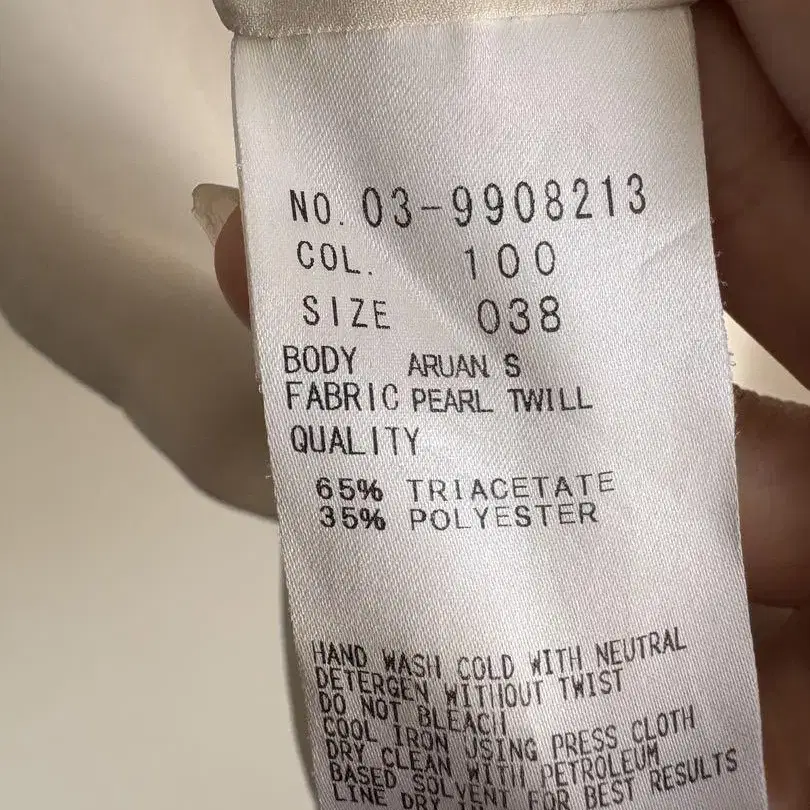 NO. 03-9908213
COL. 100
SIZE 038
BODY ARUAN S
FABRIC PEARL TWILL
QUALITY
65% TRIACETATE
35% POLYESTER
HAND WASH COLD WITH NEUTRAL
DETERGEN WITHOUT TWIST
DO NOT BLEACH
COOL IRON USING PRESS CLOTH
DRY CLEAN WITH PETROLEUM
BASED SOLVENT FOR BEST RESULTS
LINE DRY